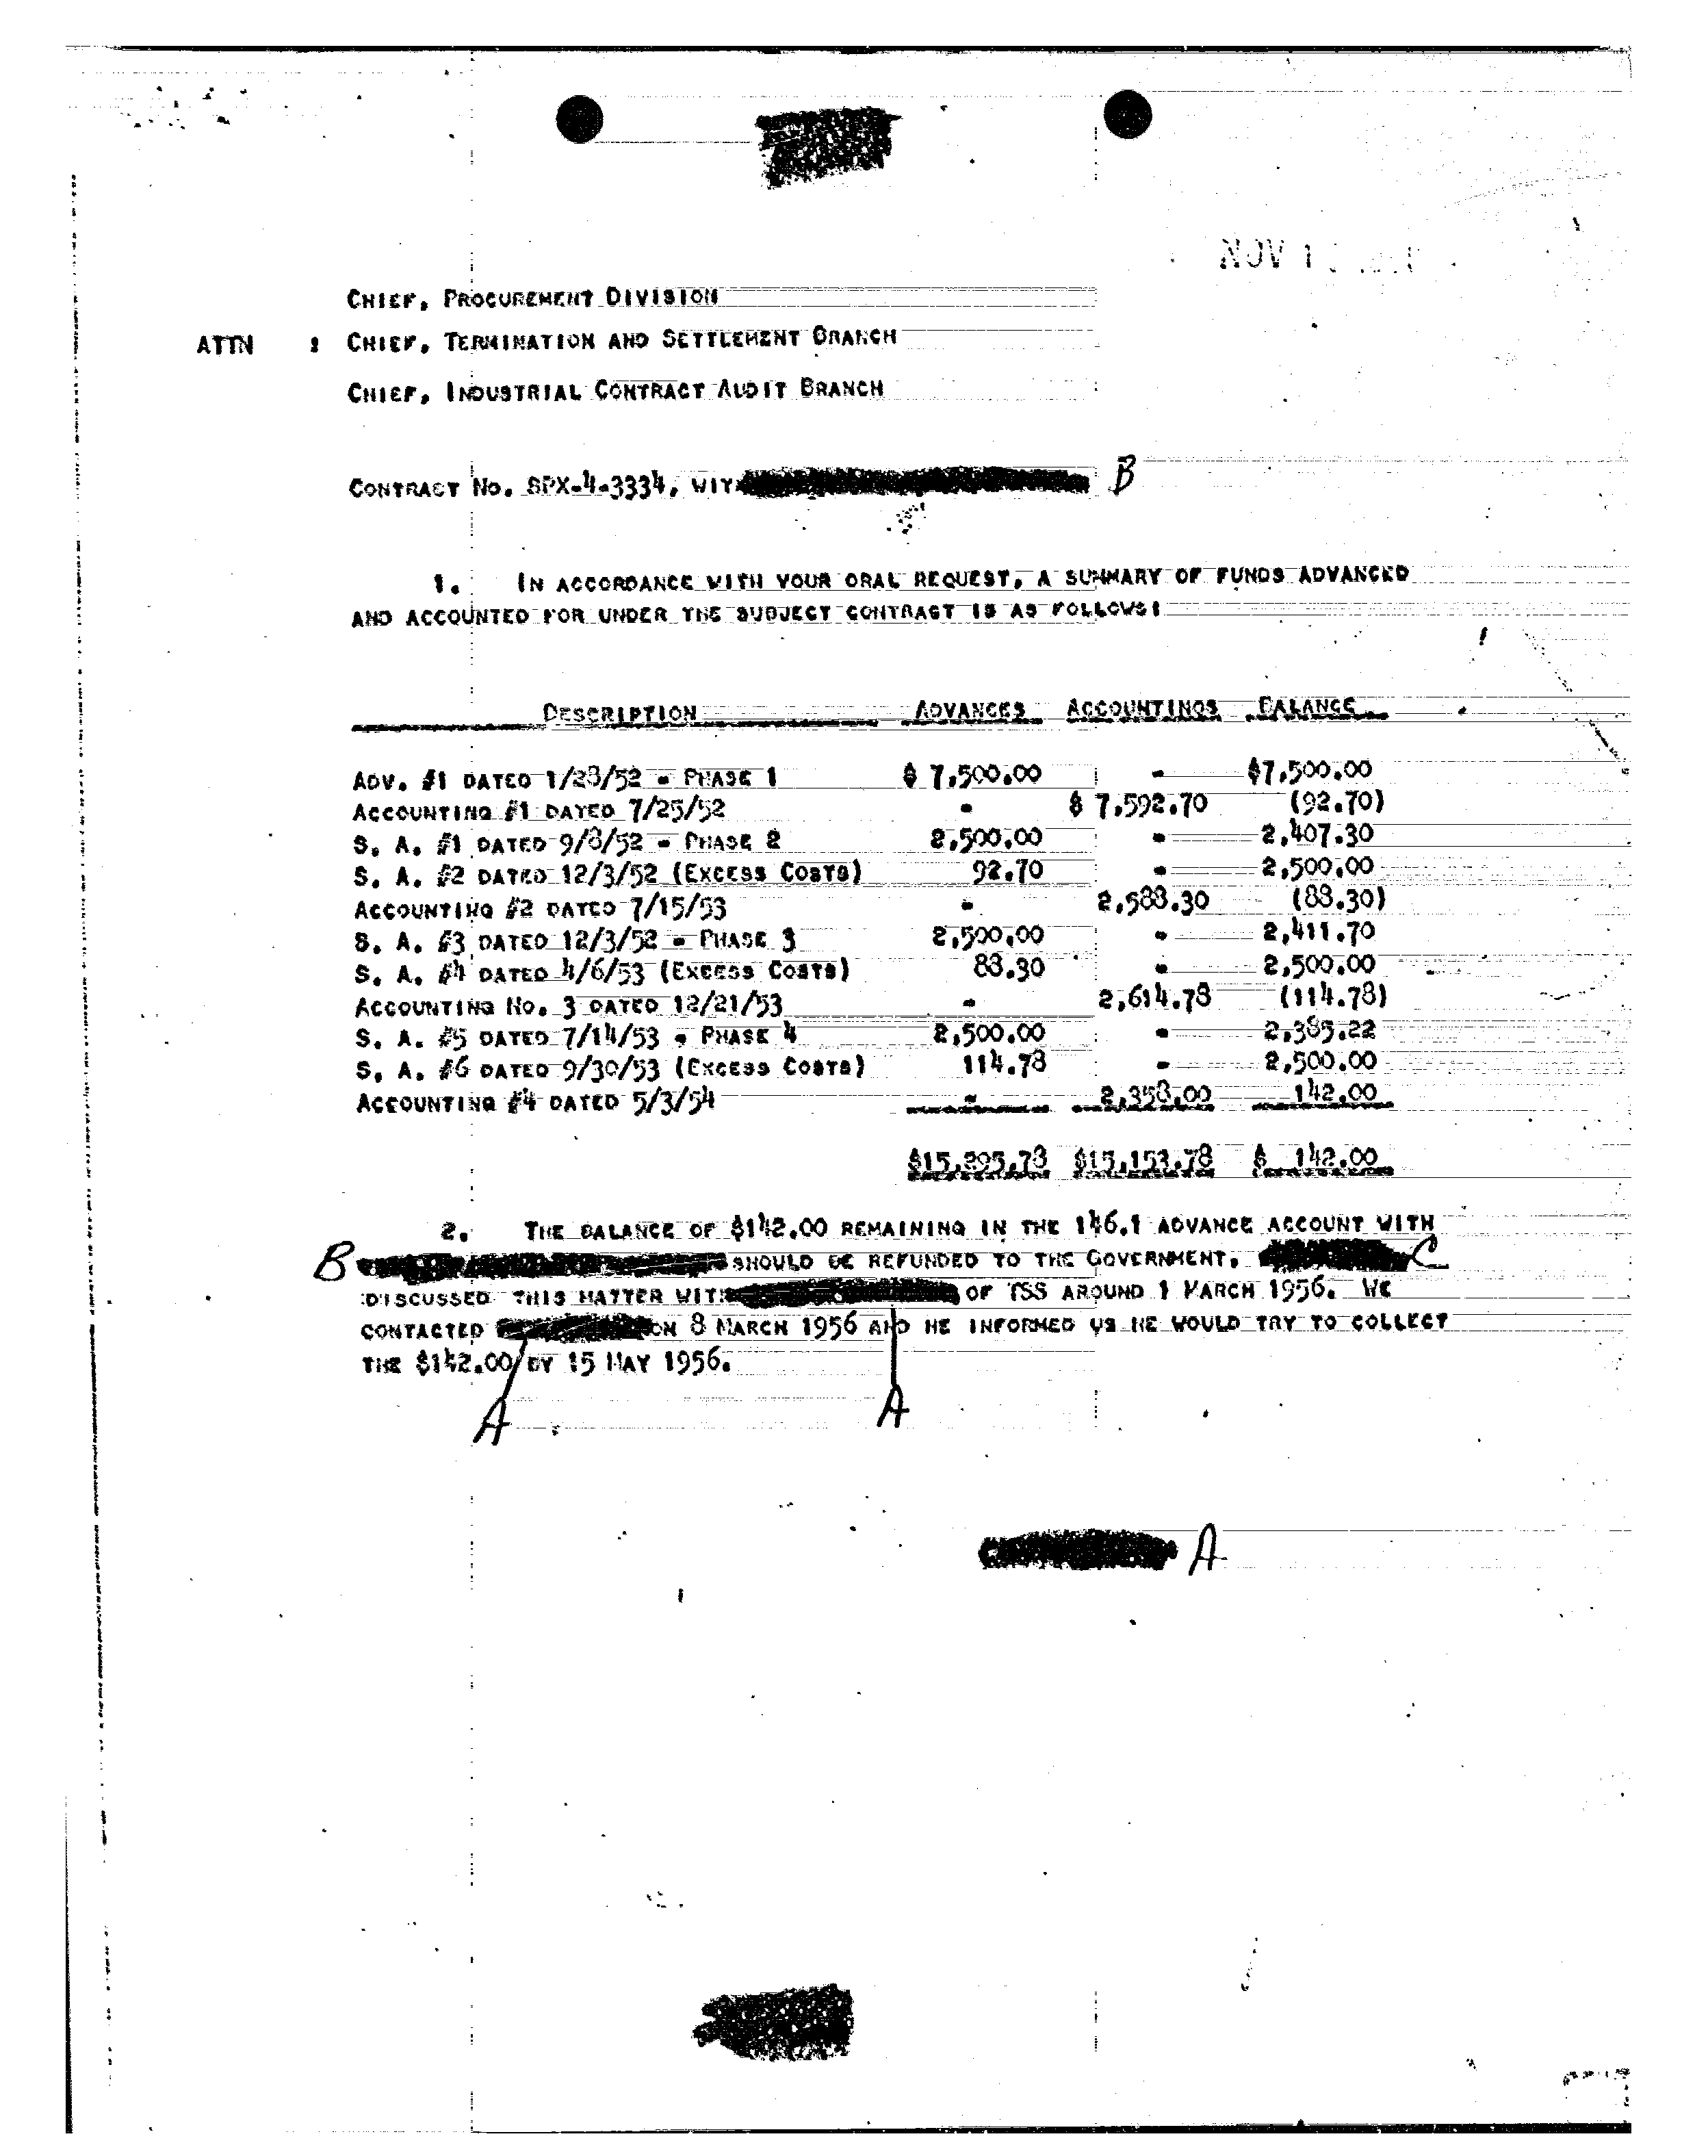 NOV 1
CHIEF, PROCUREMENT DIVISION
ATTN : CHIEF, TERMINATION AND SETTLEMENT BRANCH
CHIEF, INDUSTRIAL CONTRACT AUDIT BRANCH
CONTRACT NO. SPX-4-3334, WITH B
1. IN ACCORDANCE WITH YOUR ORAL REQUEST, A SUMMARY OF FUNDS ADVANCED
AND ACCOUNTED FOR UNDER THE SUBJECT CONTRACT IS AS FOLLOWS:
DESCRIPTION ADVANCES ACCOUNTINGS BALANCE
ADV. #1 DATED 1/28/52 - PHASE 1 $ 7,500.00 - $7,500.00
ACCOUNTING #1 DATED 7/25/52 - $ 7,592.70 (92.70)
S. A. #1 DATED 9/8/52 - PHASE 2 2,500.00 - 2,407.30
S. A. #2 DATED 12/3/52 (EXCESS COSTS) 92.70 - 2,500.00
ACCOUNTING #2 DATED 7/15/53 - 2,588.30 (88.30)
S. A. #3 DATED 12/3/52 - PHASE 3 2,500.00 - 2,411.70
S. A. #4 DATED 4/6/53 (EXCESS COSTS) 88.30 - 2,500.00
ACCOUNTING NO. 3 DATED 12/21/53 - 2,614.78 (114.78)
S. A. #5 DATED 7/14/53 - PHASE 4 2,500.00 - 2,385.22
S. A. #6 DATED 9/30/53 (EXCESS COSTS) 114.78 - 2,500.00
ACCOUNTING #4 DATED 5/3/54 - 2,358.00 142.00
$15,295.78 $15,153.78 $ 142.00
2. THE BALANCE OF $142.00 REMAINING IN THE 146.1 ADVANCE ACCOUNT WITH
B SHOULD BE REFUNDED TO THE GOVERNMENT. C
DISCUSSED THIS MATTER WITH OF TSS AROUND 1 MARCH 1956. WE
CONTACTED ON 8 MARCH 1956 AND HE INFORMED US HE WOULD TRY TO COLLECT
THE $142.00 BY 15 MAY 1956.
A A
A